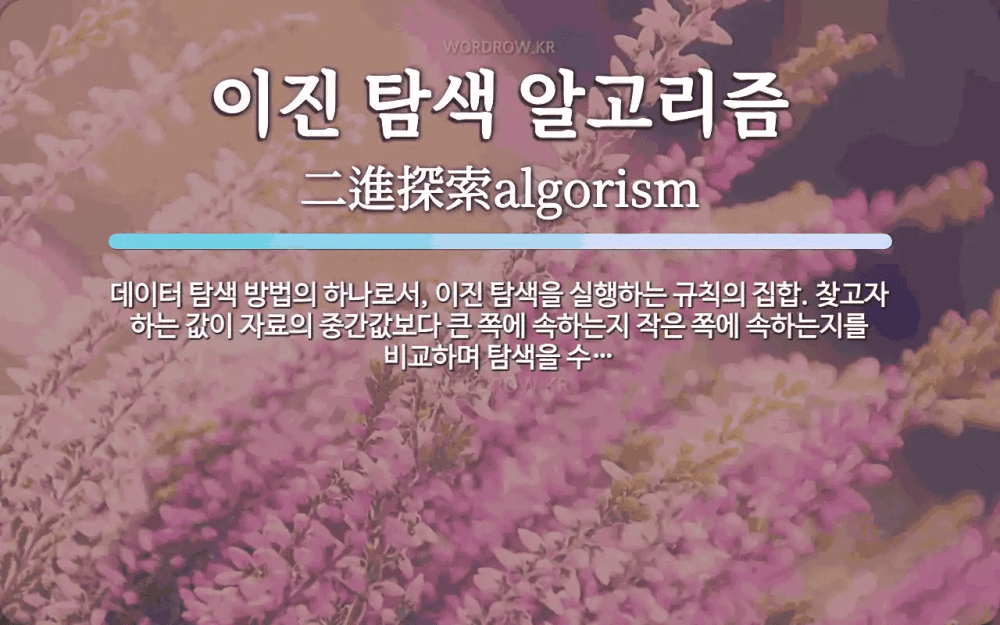 WORDROW.KR
이진 탐색 알고리즘
二進探索algorism
데이터 탐색 방법의 하나로서, 이진 탐색을 실행하는 규칙의 집합. 찾고자
하는 값이 자료의 중간값보다 큰 쪽에 속하는지 작은 쪽에 속하는지를
비교하며 탐색을 수…
WORDROW.KR